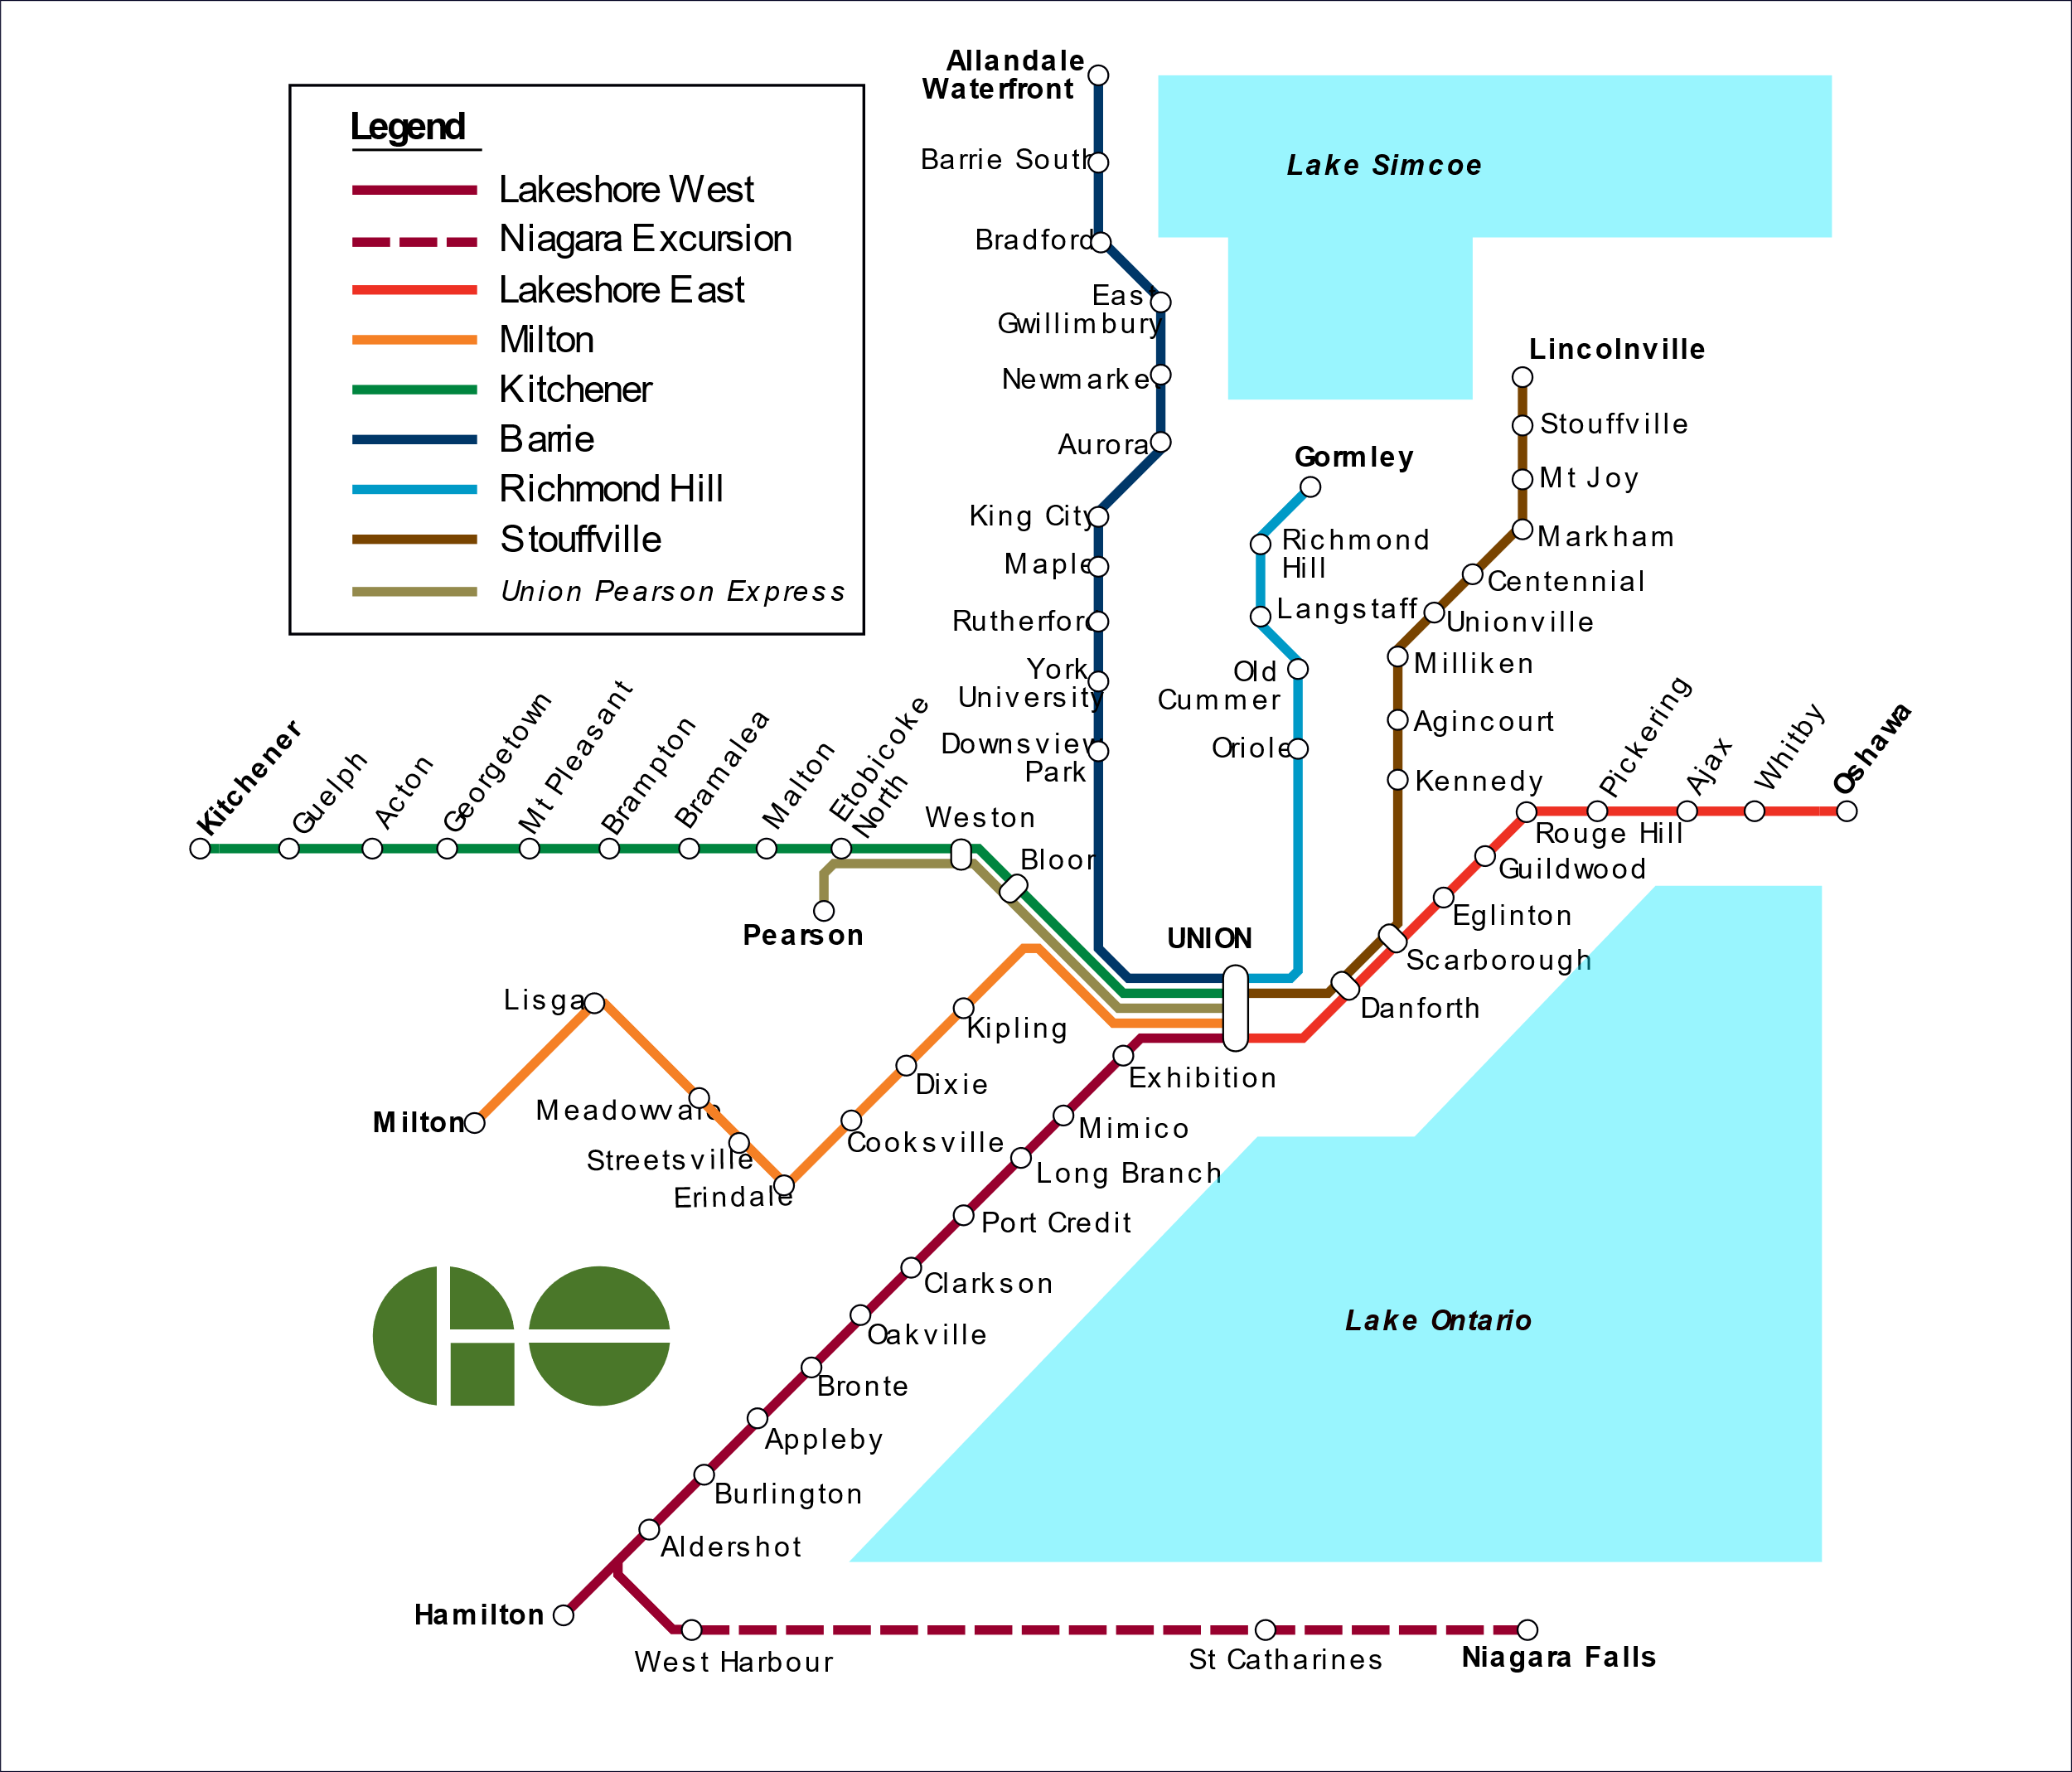 Allandale
Waterfront
Barrie South
Bradford
Eas
Gwillimbury
Newmarke
Aurora
King City
Maple
Rutherford
York
University
Downsview
Park
Lake Simcoe
Legend
Lakeshore West
Niagara Excursion
Lakeshore East
Milton
Kitchener
Barrie
Richmond Hill
Stouffville
Union Pearson Express
Gormley
Richmond
Hill
Langstaff
Old
Cummer
Oriole
Lincolnville
Stouffville
Mt Joy
Markham
Centennial
Unionville
Milliken
Agincourt
Kennedy
Kitchener
Guelph
Acton
Georgetown
Mt Pleasant
Brampton
Bramalea
Malton
Etobicoke
North
Weston
Bloor
Pearson
UNION
Pickering
Ajax
Whitby
Oshawa
Rouge Hill
Guildwood
Eglinton
Scarborough
Danforth
Lisga
Milton
Meadowvale
Streetsville
Erindale
Cooksville
Dixie
Kipling
Exhibition
Mimico
Long Branch
Port Credit
Clarkson
Oakville
Bronte
Appleby
Burlington
Aldershot
Hamilton
Lake Ontario
GO
West Harbour
St Catharines
Niagara Falls